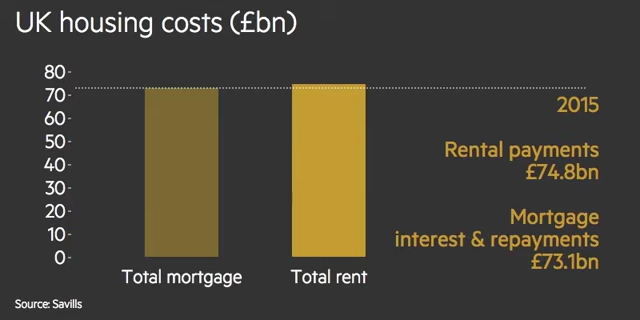 UK housing costs (£bn)
80
70
60
50
40
30
20
10
0
Total mortgage
Total rent
2015
Rental payments
£74.8bn
Mortgage
interest & repayments
£73.1bn
Source: Savills